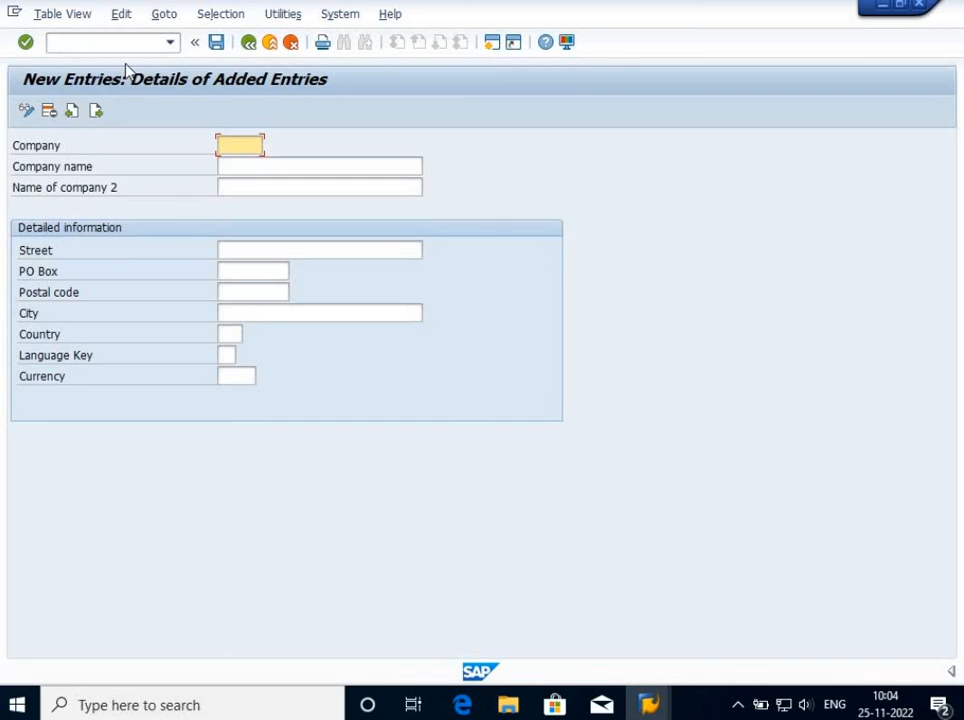 Table View Edit Goto Selection Utilities System Help
New Entries: Details of Added Entries
Company
Company name
Name of company 2
Detailed information
Street
PO Box
Postal code
City
Country
Language Key
Currency
SAP
Type here to search
ENG
10:04
25-11-2022
2